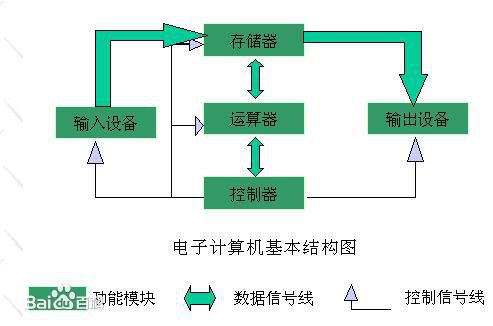 存储器
输入设备
运算器
输出设备
控制器
电子计算机基本结构图
功能模块
数据信号线
控制信号线
Bai百科